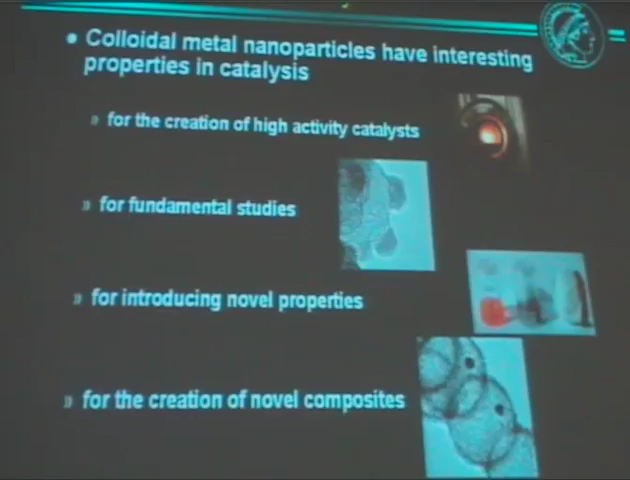 • Colloidal metal nanoparticles have interesting
properties in catalysis
» for the creation of high activity catalysts
» for fundamental studies
» for introducing novel properties
» for the creation of novel composites